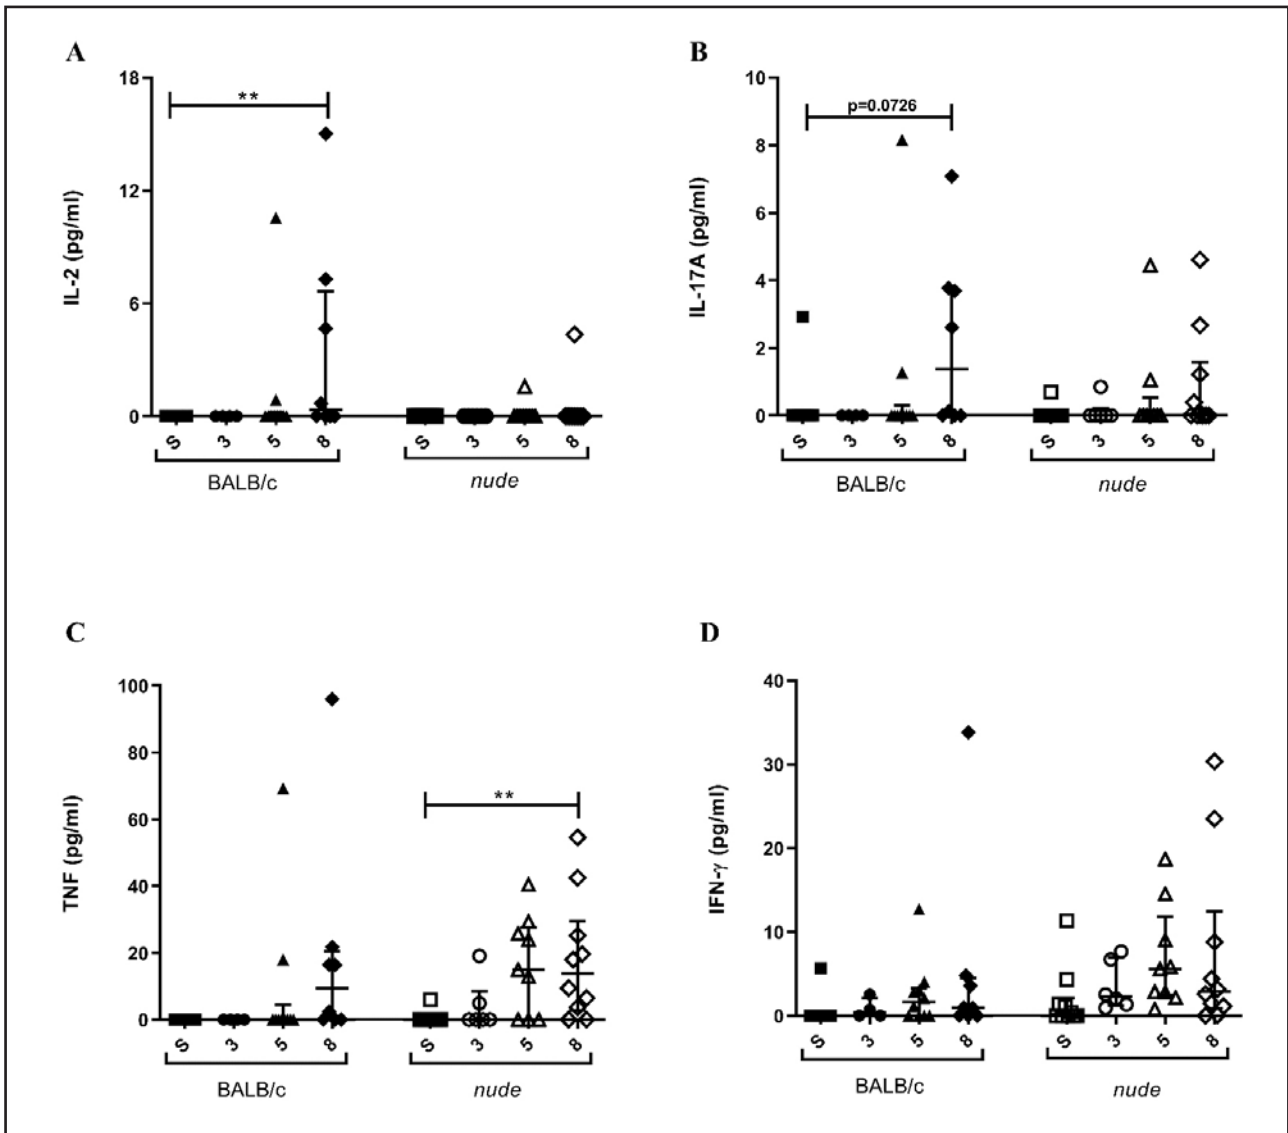 A
IL-2 (pg/ml)
18
12
6
0
**
S 3 5 8 S 3 5 8
BALB/c nude
B
IL-17A (pg/ml)
10
8
6
4
2
0
p=0.0726
S 3 5 8 S 3 5 8
BALB/c nude
C
TNF (pg/ml)
100
80
60
40
20
0
**
S 3 5 8 S 3 5 8
BALB/c nude
D
IFN-γ (pg/ml)
40
30
20
10
0
S 3 5 8 S 3 5 8
BALB/c nude